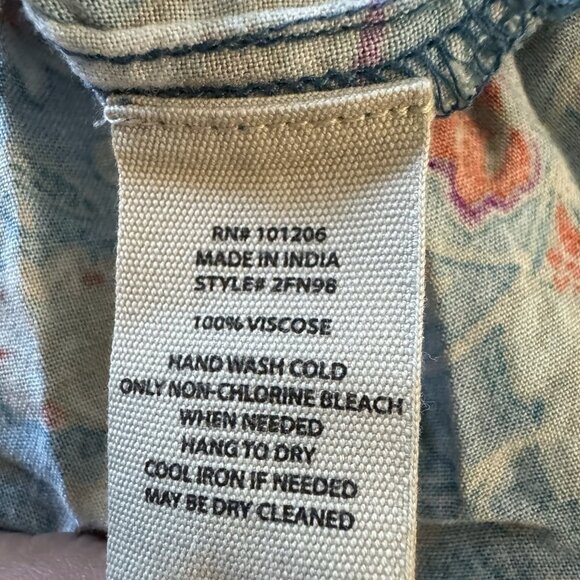 RN# 101206
MADE IN INDIA
STYLE# 2FN98
100% VISCOSE
HAND WASH COLD
ONLY NON-CHLORINE BLEACH
WHEN NEEDED
HANG TO DRY
COOL IRON IF NEEDED
MAY BE DRY CLEANED